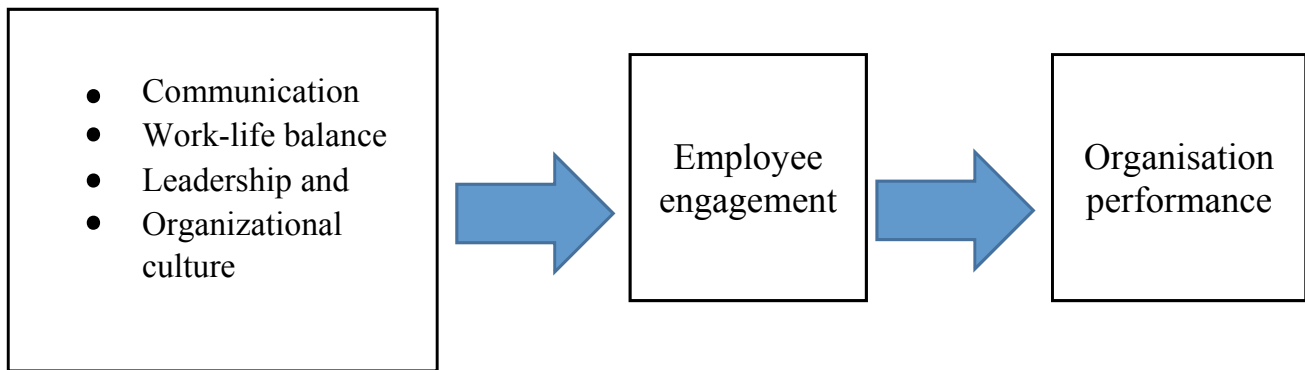 • Communication
• Work-life balance
• Leadership and
• Organizational
culture
Employee
engagement
Organisation
performance